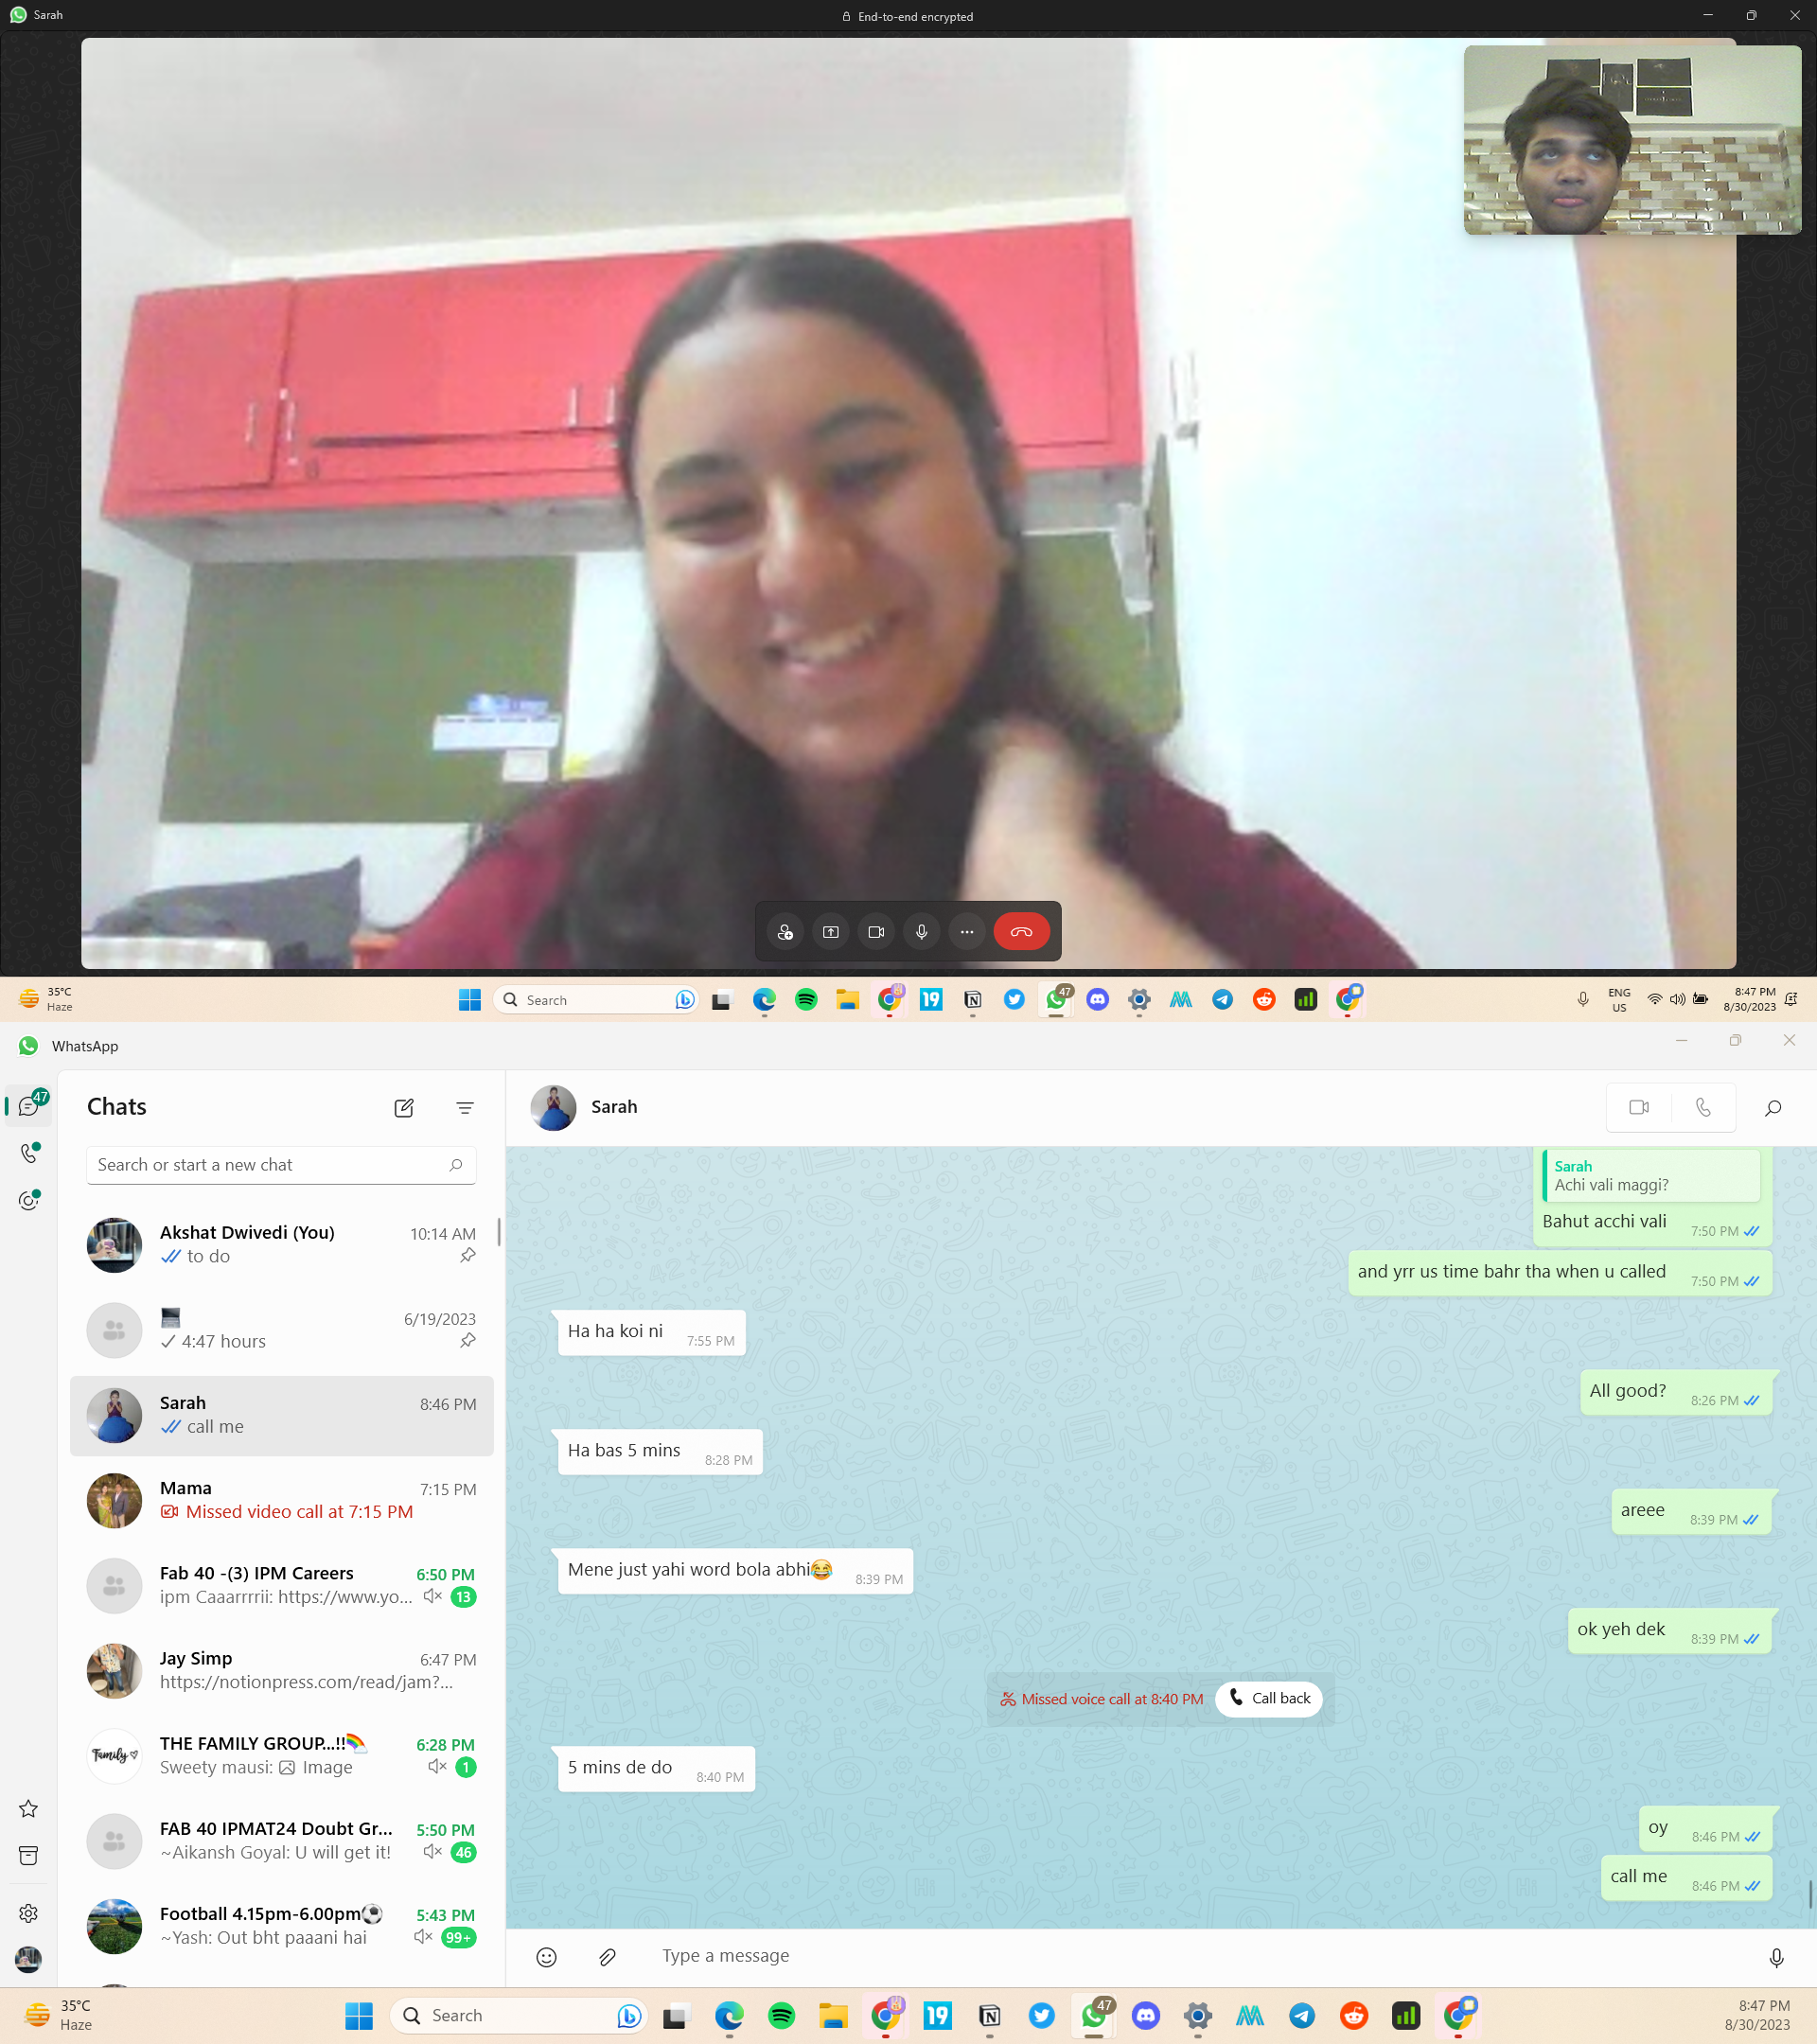 Sarah
End-to-end encrypted
35°C
Haze
Search
19
47
ENG
US
8:47 PM
8/30/2023
WhatsApp
47
Chats
Search or start a new chat
Akshat Dwivedi (You)
10:14 AM
to do
6/19/2023
4:47 hours
Sarah
8:46 PM
call me
Mama
7:15 PM
Missed video call at 7:15 PM
Fab 40 -(3) IPM Careers
6:50 PM
ipm Caaarrrrii: https://www.yo...
13
Jay Simp
6:47 PM
https://notionpress.com/read/jam?...
Family
THE FAMILY GROUP...!!🌈
6:28 PM
Sweety mausi: Image
1
FAB 40 IPMAT24 Doubt Gr...
5:50 PM
~Aikansh Goyal: U will get it!
46
Football 4.15pm-6.00pm⚽
5:43 PM
~Yash: Out bht paaani hai
99+
Sarah
Sarah
Achi vali maggi?
Bahut acchi vali
7:50 PM
and yrr us time bahr tha when u called
7:50 PM
Ha ha koi ni
7:55 PM
All good?
8:26 PM
Ha bas 5 mins
8:28 PM
areee
8:39 PM
Mene just yahi word bola abhi😂
8:39 PM
ok yeh dek
8:39 PM
Missed voice call at 8:40 PM
Call back
5 mins de do
8:40 PM
oy
8:46 PM
call me
8:46 PM
Type a message
35°C
Haze
Search
19
47
8:47 PM
8/30/2023